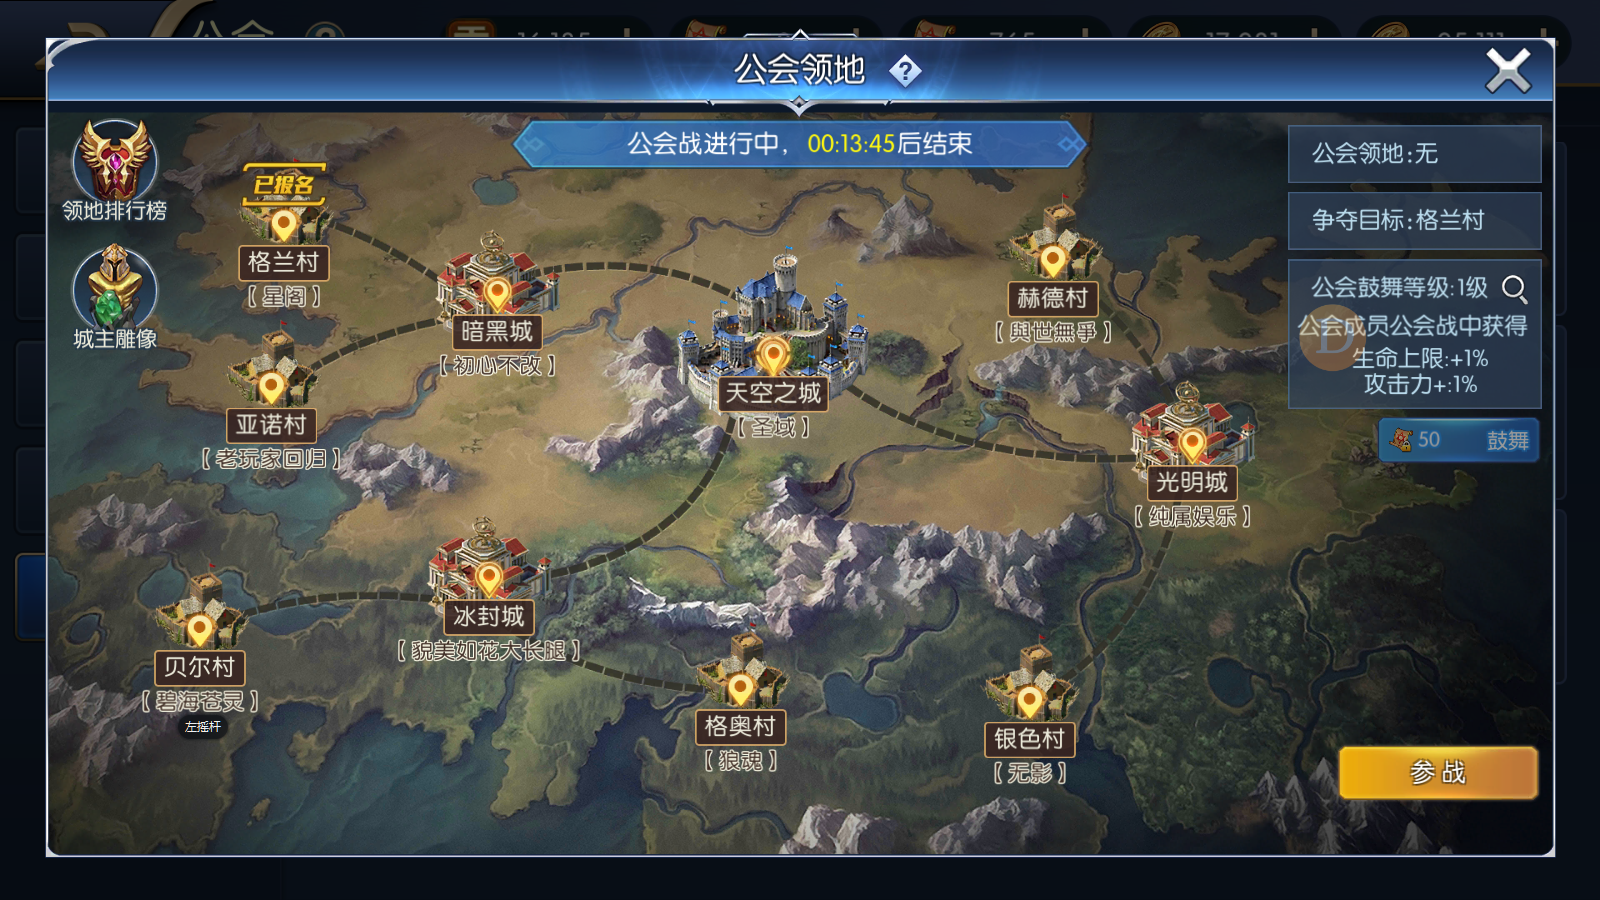 公会
公会领地
公会战进行中，00:13:45后结束
公会领地:无
争夺目标:格兰村
公会鼓舞等级:1级
公会成员公会战中获得
生命上限:+1%
攻击力+:1%
50 鼓舞
领地排行榜
城主雕像
已报名
格兰村
【星阁】
暗黑城
【初心不改】
赫德村
【與世無爭】
天空之城
【圣域】
亚诺村
【老玩家回归】
光明城
【纯属娱乐】
冰封城
【貌美如花大长腿】
贝尔村
【碧海苍灵】
左摇杆
格奥村
【狼魂】
银色村
【无影】
参战